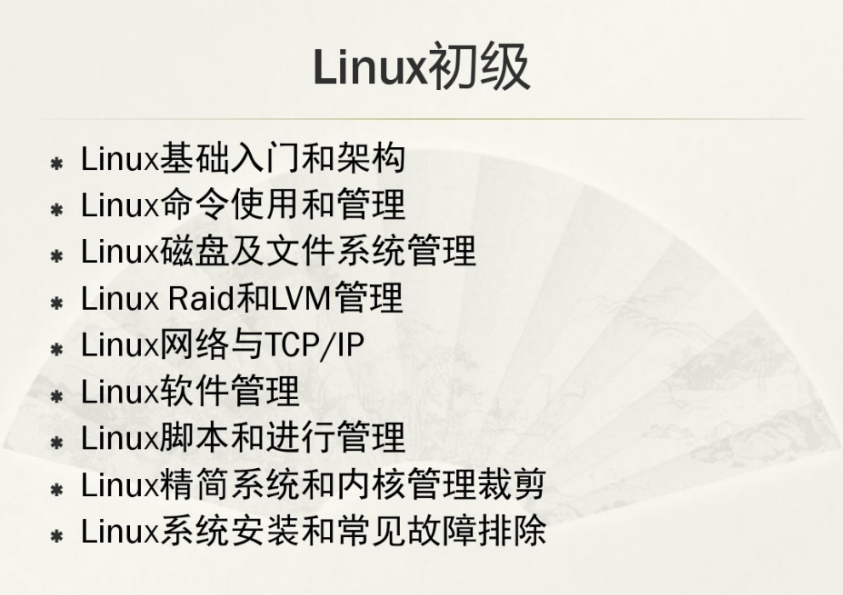 Linux初级
Linux基础入门和架构
Linux命令使用和管理
Linux磁盘及文件系统管理
Linux Raid和LVM管理
Linux网络与TCP/IP
Linux软件管理
Linux脚本和进行管理
Linux精简系统和内核管理裁剪
Linux系统安装和常见故障排除